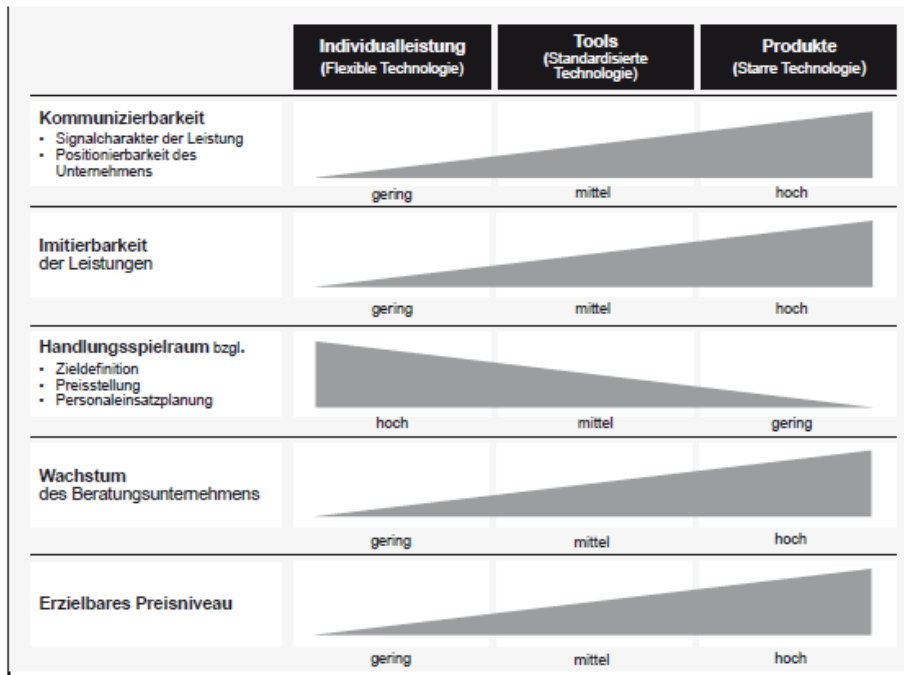 Individualleistung
(Flexible Technologie)
Tools
(Standardisierte
Technologie)
Produkte
(Starre Technologie)
Kommunizierbarkeit
• Signalcharakter der Leistung
• Positionierbarkeit des
Unternehmens
gering
mittel
hoch
Imitierbarkeit
der Leistungen
gering
mittel
hoch
Handlungsspielraum bzgl.
• Zieldefinition
• Preisstellung
• Personaleinsatzplanung
hoch
mittel
gering
Wachstum
des Beratungsunternehmens
gering
mittel
hoch
Erzielbares Preisniveau
gering
mittel
hoch